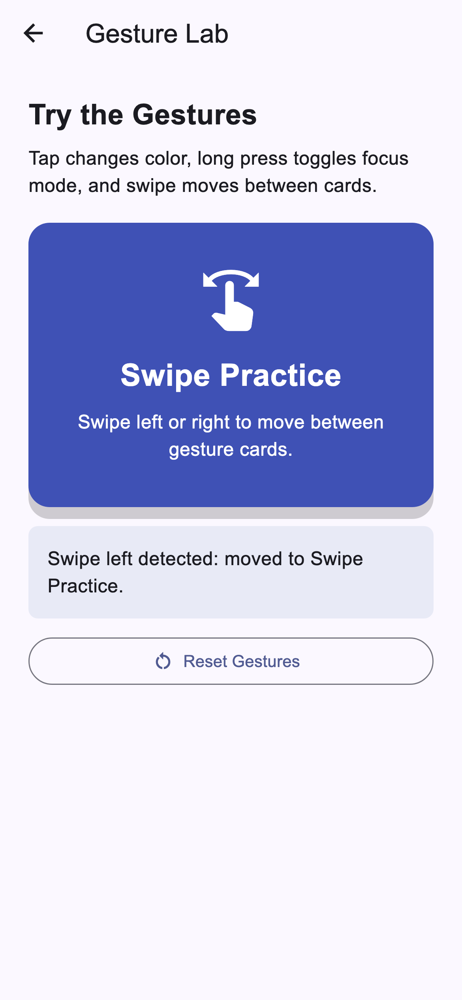 Gesture Lab
Try the Gestures
Tap changes color, long press toggles focus
mode, and swipe moves between cards.
Swipe Practice
Swipe left or right to move between
gesture cards.
Swipe left detected: moved to Swipe
Practice.
Reset Gestures